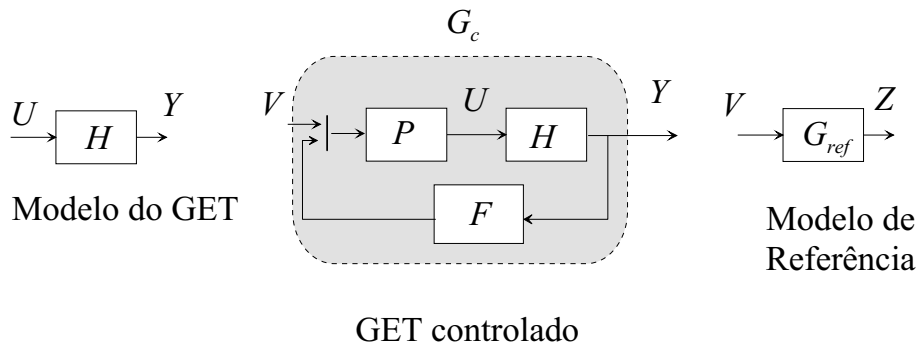 G_c
U
H
Y
Modelo do GET
V
P
U
H
Y
F
GET controlado
V
G_ref
Z
Modelo de
Referência